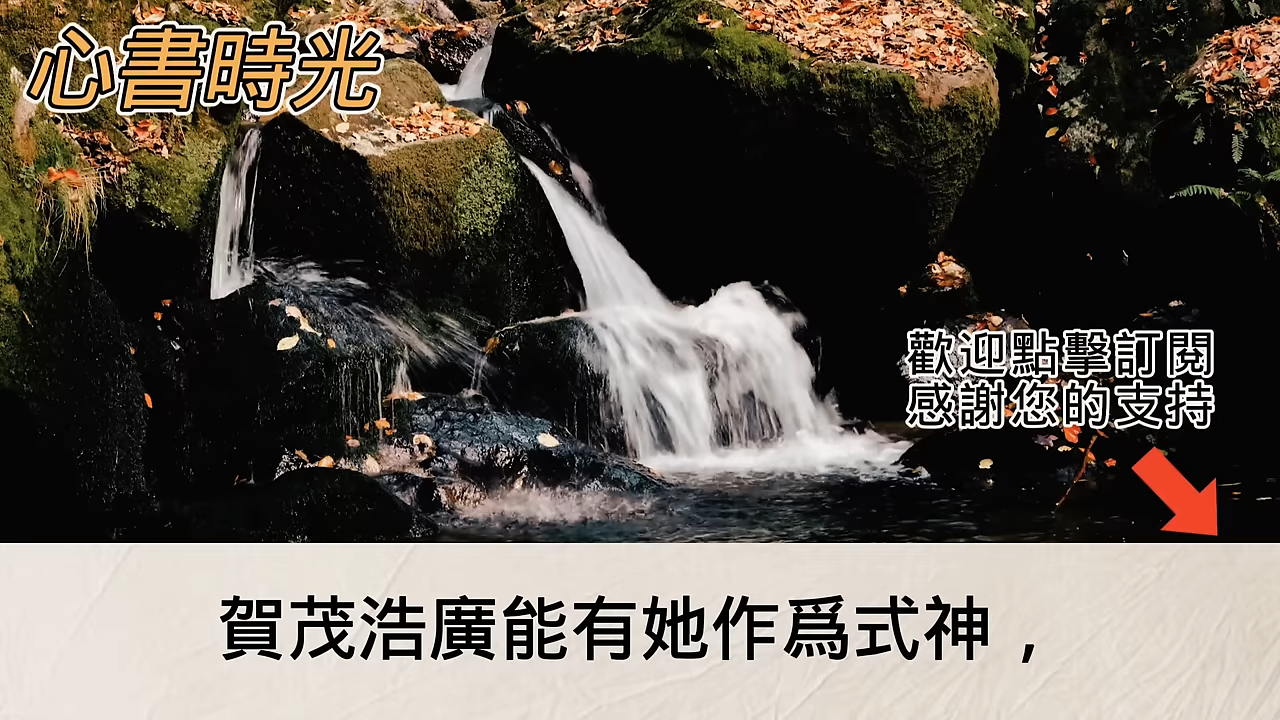 心書時光
歡迎點擊訂閱
感謝您的支持
賀茂浩廣能有她作爲式神，